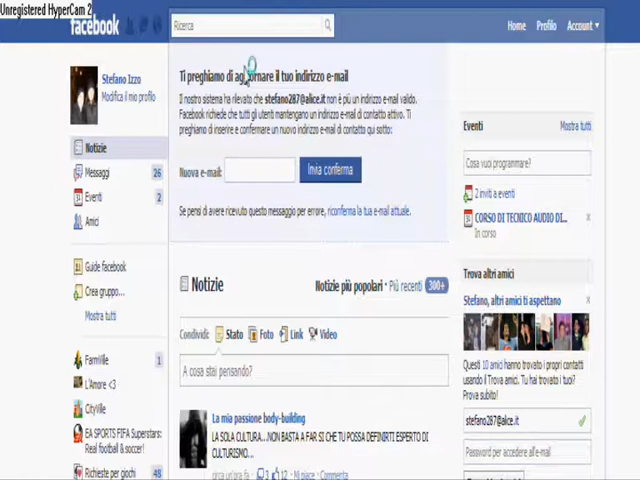 Unregistered HyperCam 2
facebook
Ricerca
Home Profilo Account
Stefano Izzo
Modifica il mio profilo
Notizie
Messaggi 26
Eventi 2
Amici
Guide facebook
Crea gruppo...
Mostra tutti
FarmVille 1
L'Amore <3
CityVille
EA SPORTS FIFA Superstars:
Real football & soccer!
Richieste per giochi 48
Ti preghiamo di aggiornare il tuo indirizzo e-mail
Il nostro sistema ha rilevato che stefano287@alice.it non è più un indirizzo e-mail valido.
Facebook richiede che tutti gli utenti mantengano un indirizzo e-mail di contatto attivo. Ti
preghiamo di inserire e confermare un nuovo indirizzo e-mail di contatto qui sotto:
Nuova e-mail: Invia conferma
Se pensi di avere ricevuto questo messaggio per errore, riconferma la tua e-mail attuale.
Notizie Notizie più popolari · Più recenti 300+
Condividi: Stato Foto Link Video
A cosa stai pensando?
La mia passione body-building
LA SOLA CULTURA...NON BASTA A FAR SI CHE TU POSSA DEFINIRTI ESPERTO DI
CULTURISMO...
circa un'ora fa 3 12 · Mi piace · Commenta
Eventi Mostra tutti
Cosa vuoi programmare?
2 inviti a eventi
CORSO DI TECNICO AUDIO DI... x
In corso
Trova altri amici
Stefano, altri amici ti aspettano x
Questi 10 amici hanno trovato i propri contatti
usando il Trova amici. Tu hai trovato i tuoi?
Prova subito!
stefano287@alice.it
Password per accedere alla e-mail